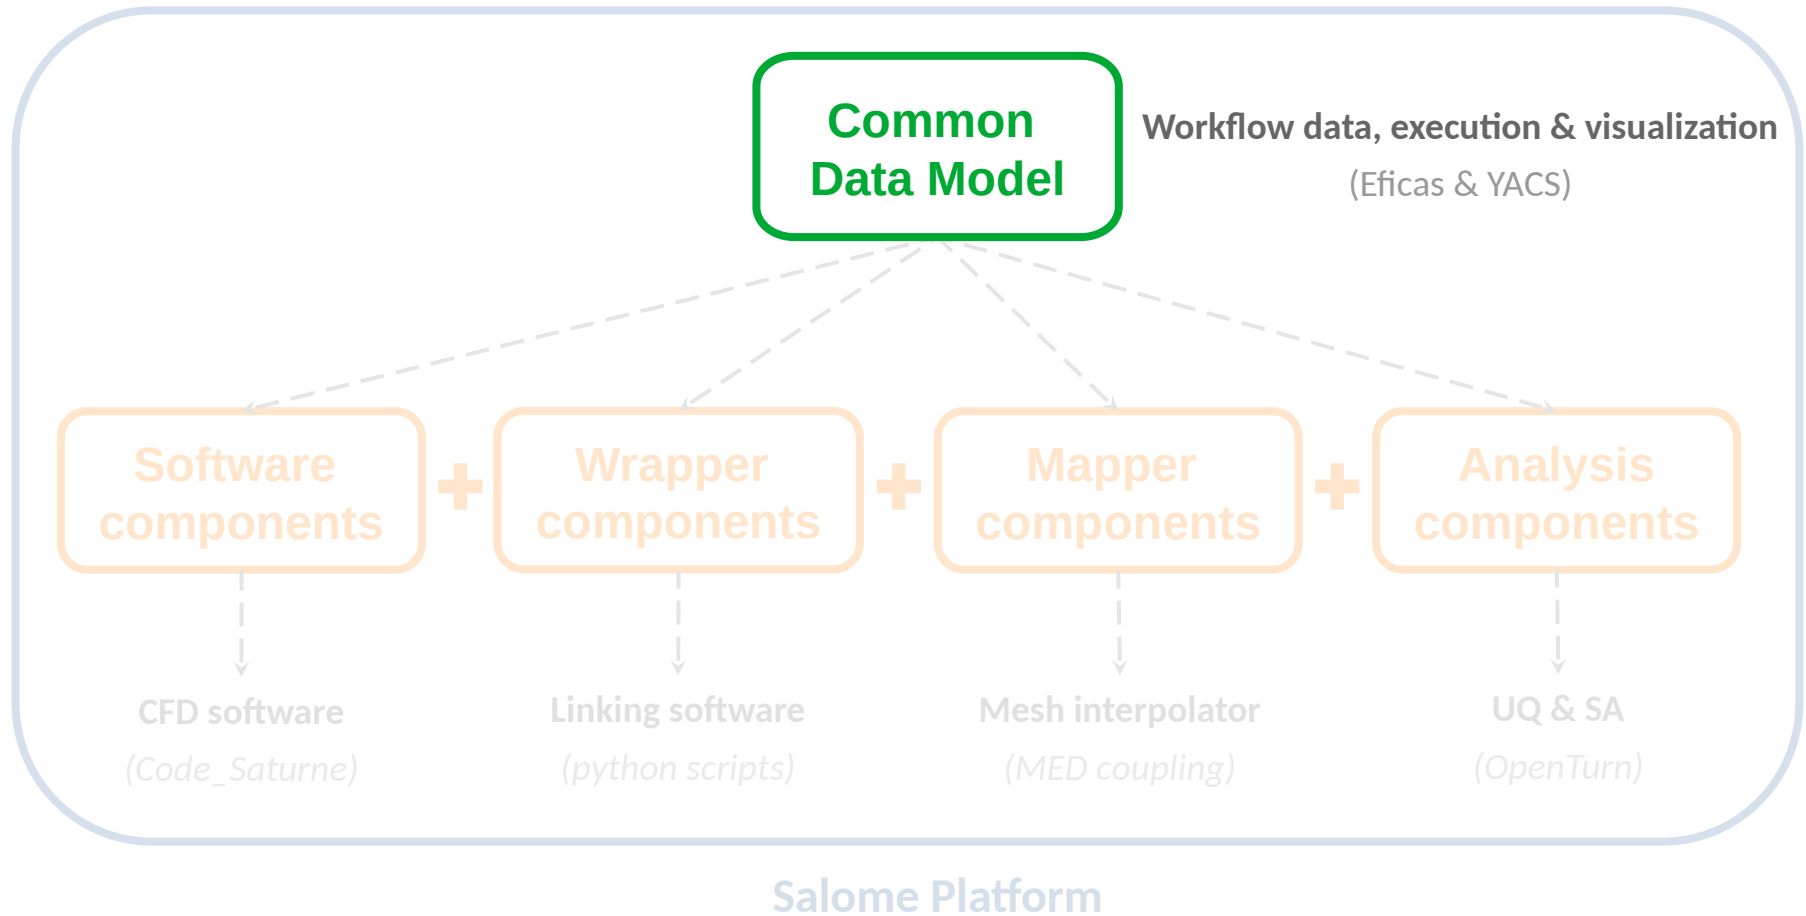 Common
Data Model
Workflow data, execution & visualization
(Eficas & YACS)
Software
components
Wrapper
components
Mapper
components
Analysis
components
CFD software
(Code_Saturne)
Linking software
(python scripts)
Mesh interpolator
(MED coupling)
UQ & SA
(OpenTurn)
Salome Platform